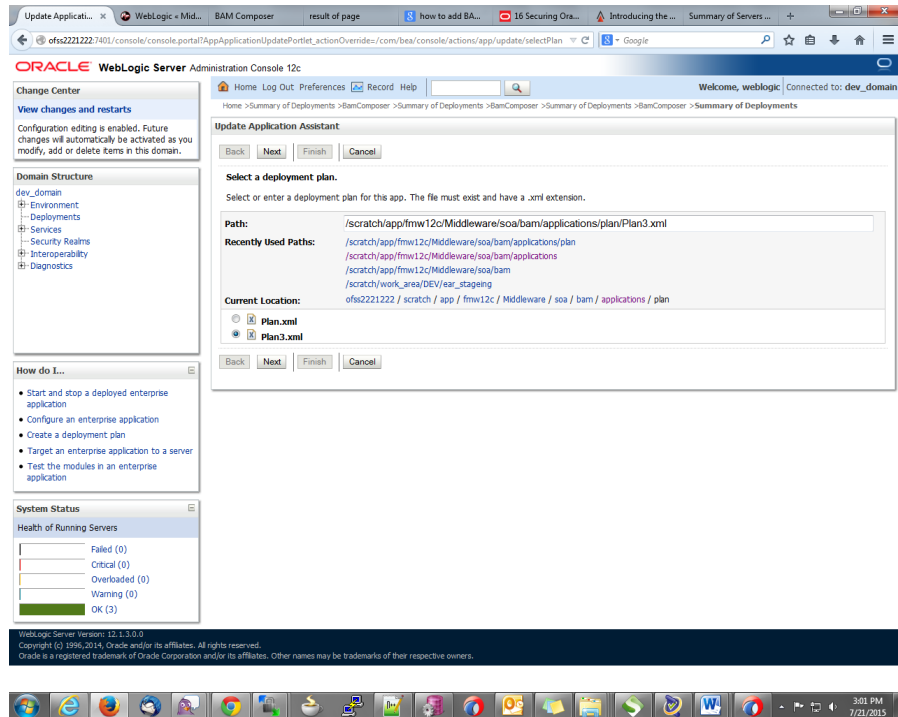 Update Applicati...
WebLogic « Mid...
BAM Composer
result of page
how to add BA...
16 Securing Ora...
Introducing the ...
Summary of Servers ...
ofss2221222:7401/console/console.portal?AppApplicationUpdatePortlet_actionOverride=/com/bea/console/actions/app/update/selectPlan
Google
ORACLE WebLogic Server Administration Console 12c
Change Center
View changes and restarts
Configuration editing is enabled. Future
changes will automatically be activated as you
modify, add or delete items in this domain.
Domain Structure
dev_domain
Environment
Deployments
Services
Security Realms
Interoperability
Diagnostics
How do I...
Start and stop a deployed enterprise
application
Configure an enterprise application
Create a deployment plan
Target an enterprise application to a server
Test the modules in an enterprise
application
System Status
Health of Running Servers
Failed (0)
Critical (0)
Overloaded (0)
Warning (0)
OK (3)
Home Log Out Preferences Record Help
Welcome, weblogic Connected to: dev_domain
Home >Summary of Deployments >BamComposer >Summary of Deployments >BamComposer >Summary of Deployments >BamComposer >Summary of Deployments
Update Application Assistant
Back Next Finish Cancel
Select a deployment plan.
Select or enter a deployment plan for this app. The file must exist and have a .xml extension.
Path: /scratch/app/fmw12c/Middleware/soa/bam/applications/plan/Plan3.xml
Recently Used Paths: /scratch/app/fmw12c/Middleware/soa/bam/applications/plan
/scratch/app/fmw12c/Middleware/soa/bam/applications
/scratch/app/fmw12c/Middleware/soa/bam
/scratch/work_area/DEV/ear_stageing
Current Location: ofss2221222 / scratch / app / fmw12c / Middleware / soa / bam / applications / plan
Plan.xml
Plan3.xml
Back Next Finish Cancel
WebLogic Server Version: 12.1.3.0.0
Copyright (c) 1996,2014, Oracle and/or its affiliates. All rights reserved.
Oracle is a registered trademark of Oracle Corporation and/or its affiliates. Other names may be trademarks of their respective owners.
3:01 PM
7/21/2015